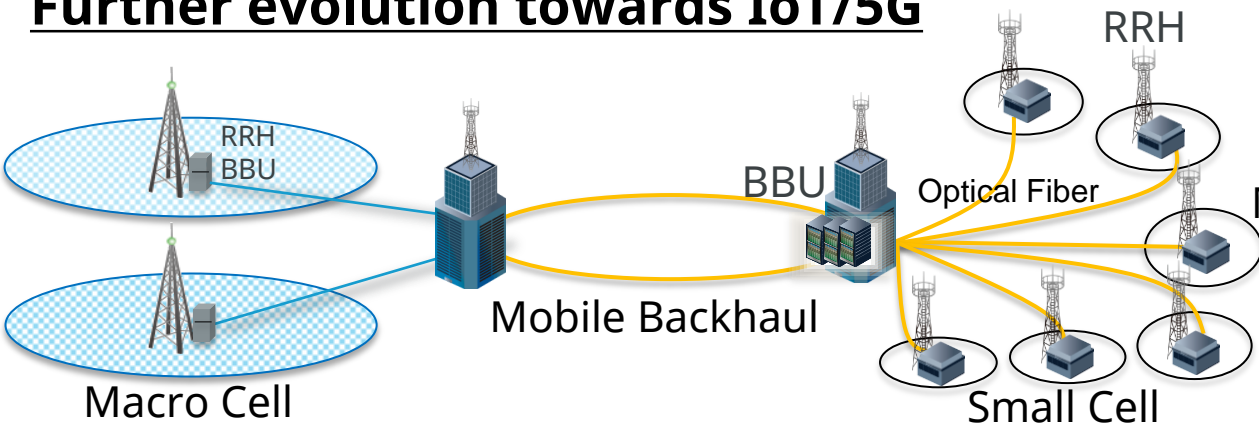 Further evolution towards IoT/5G
RRH
RRH
BBU
BBU
Optical Fiber
Mobile Backhaul
Macro Cell
Small Cell